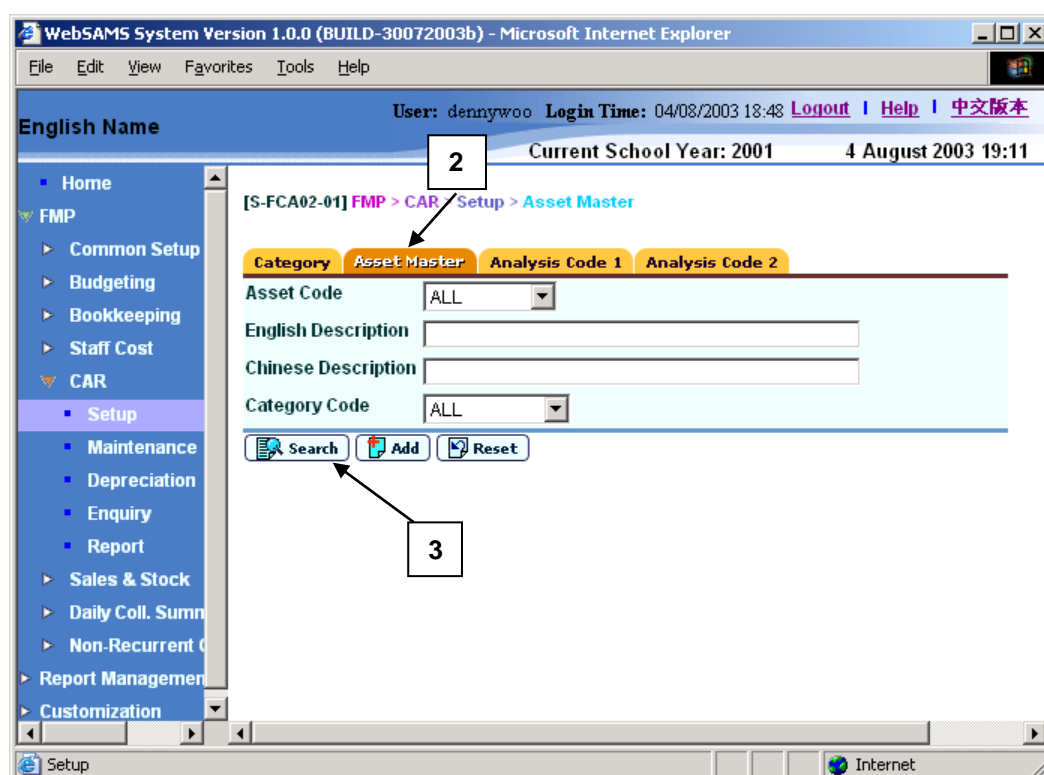 WebSAMS System Version 1.0.0 (BUILD-30072003b) - Microsoft Internet Explorer
File Edit View Favorites Tools Help
User: dennywoo Login Time: 04/08/2003 18:48 Logout | Help | 中文版本
English Name
Current School Year: 2001 4 August 2003 19:11
2
Home
FMP
Common Setup
Budgeting
Bookkeeping
Staff Cost
CAR
Setup
Maintenance
Depreciation
Enquiry
Report
Sales & Stock
Daily Coll. Summ
Non-Recurrent
Report Managemen
Customization
[S-FCA02-01] FMP > CAR > Setup > Asset Master
Category Asset Master Analysis Code 1 Analysis Code 2
Asset Code ALL
English Description
Chinese Description
Category Code ALL
Search Add Reset
3
Setup Internet